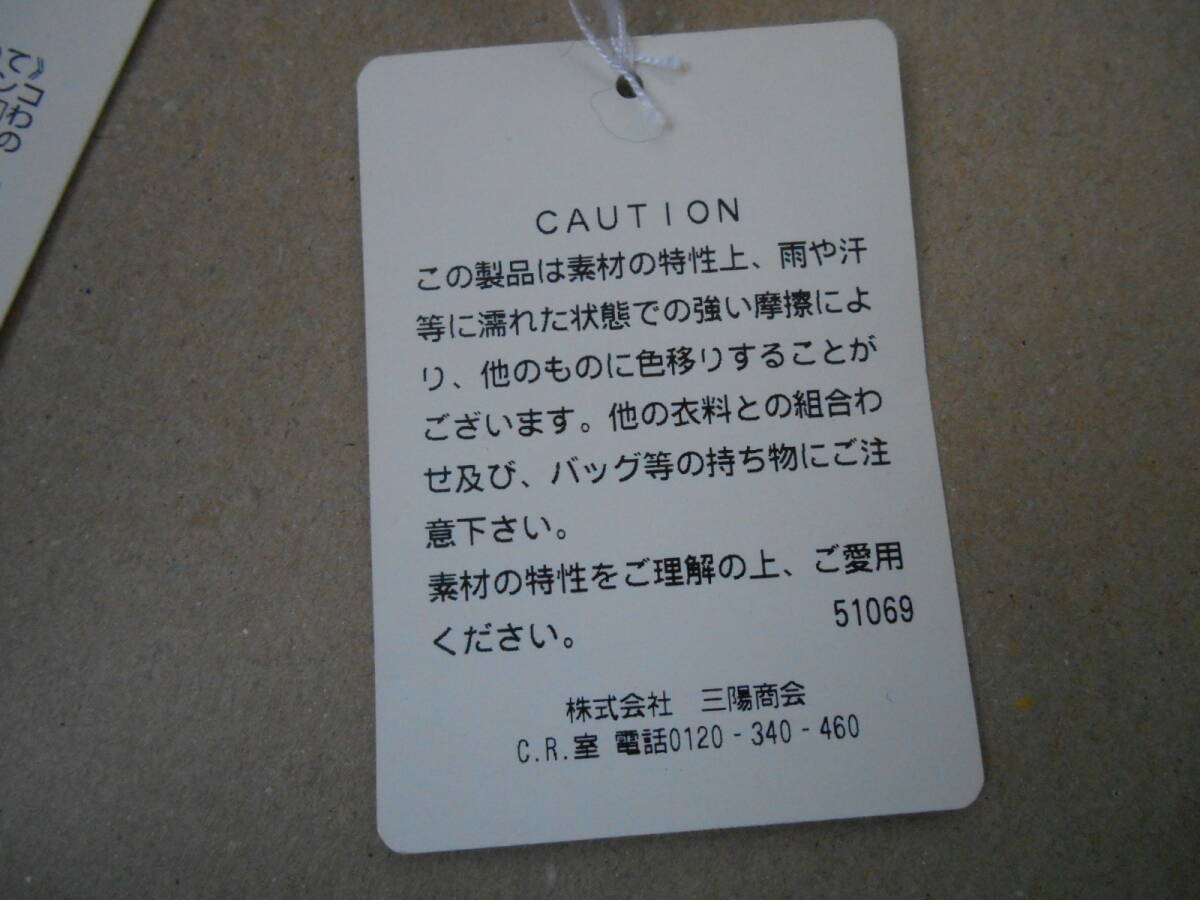 て》
ンコ
わ
の
CAUTION
この製品は素材の特性上、雨や汗
等に濡れた状態での強い摩擦によ
り、他のものに色移りすることが
ございます。他の衣料との組合わ
せ及び、バッグ等の持ち物にご注
意下さい。
素材の特性をご理解の上、ご愛用
ください。 51069
株式会社 三陽商会
C.R.室 電話0120-340-460